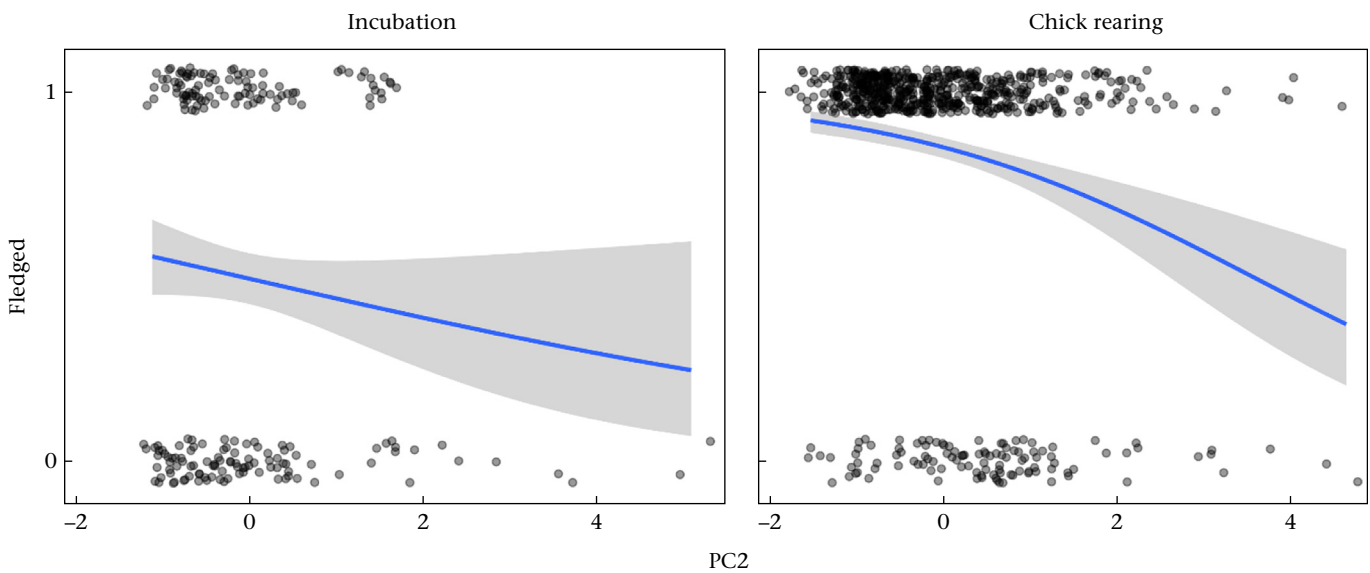 Incubation
Chick rearing
Fledged
1
0
−2 0 2 4
−2 0 2 4
PC2